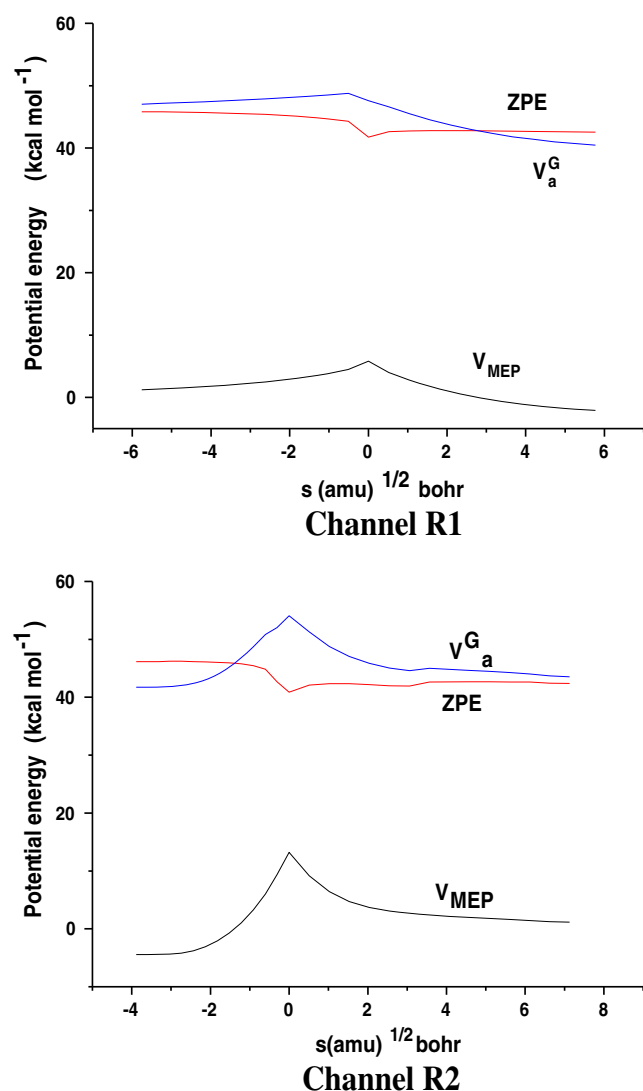 60
40
20
0
Potential energy (kcal mol⁻¹)
ZPE
V_a^G
V_MEP
-6 -4 -2 0 2 4 6
s (amu) ^1/2 bohr
Channel R1
60
40
20
0
Potential energy (kcal mol⁻¹)
V^G_a
ZPE
V_MEP
-4 -2 0 2 4 6 8
s(amu) ^1/2 bohr
Channel R2